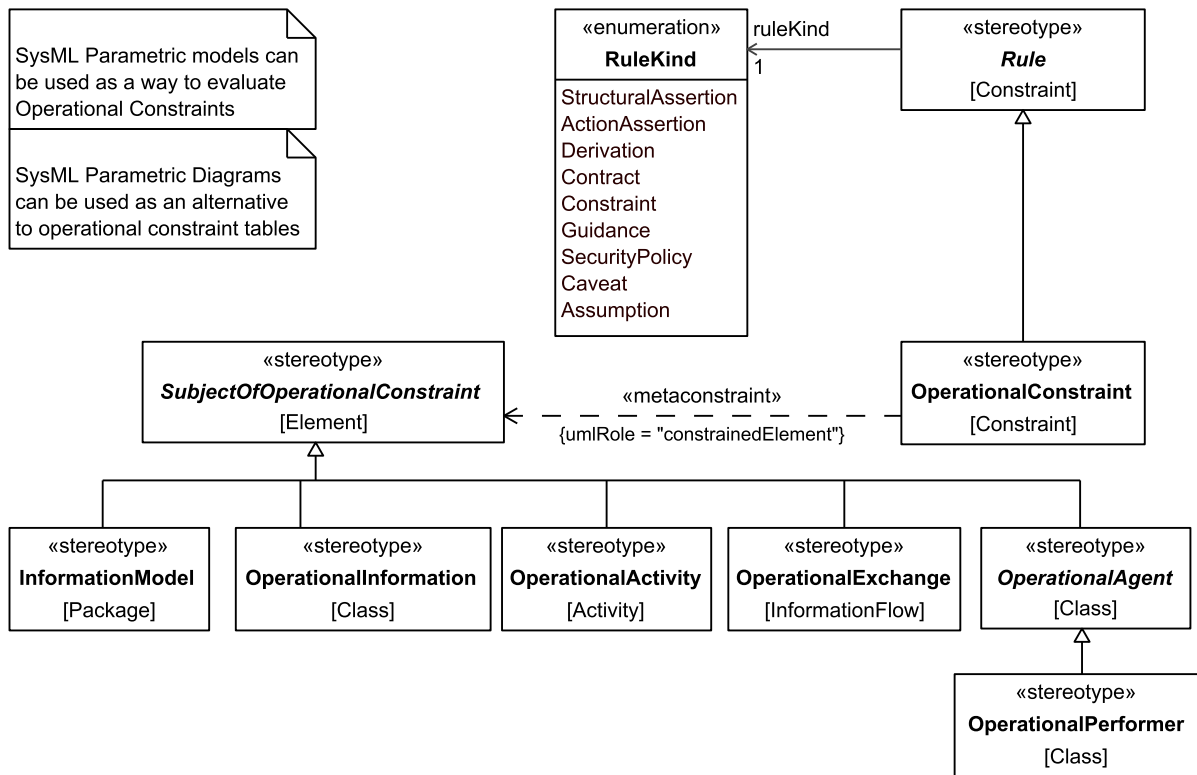 SysML Parametric models can
be used as a way to evaluate
Operational Constraints
SysML Parametric Diagrams
can be used as an alternative
to operational constraint tables
«enumeration»
RuleKind
StructuralAssertion
ActionAssertion
Derivation
Contract
Constraint
Guidance
SecurityPolicy
Caveat
Assumption
ruleKind
1
«stereotype»
Rule
[Constraint]
«stereotype»
SubjectOfOperationalConstraint
[Element]
«metaconstraint»
{umlRole = "constrainedElement"}
«stereotype»
OperationalConstraint
[Constraint]
«stereotype»
InformationModel
[Package]
«stereotype»
OperationalInformation
[Class]
«stereotype»
OperationalActivity
[Activity]
«stereotype»
OperationalExchange
[InformationFlow]
«stereotype»
OperationalAgent
[Class]
«stereotype»
OperationalPerformer
[Class]